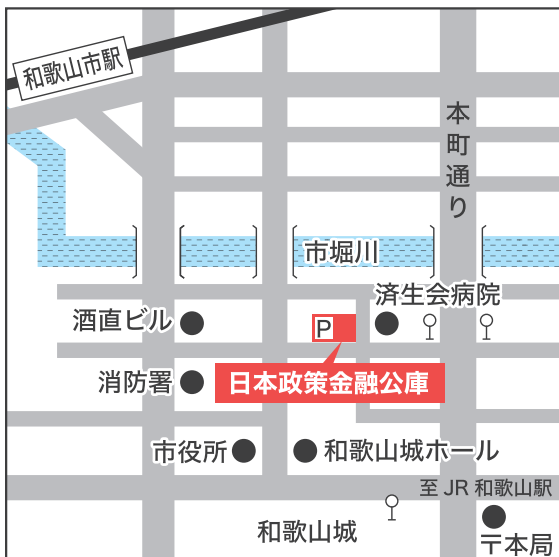 和歌山市駅
本町通り
市堀川
済生会病院
酒直ビル
P
消防署
日本政策金融公庫
市役所
和歌山城ホール
至JR和歌山駅
和歌山城
〒本局